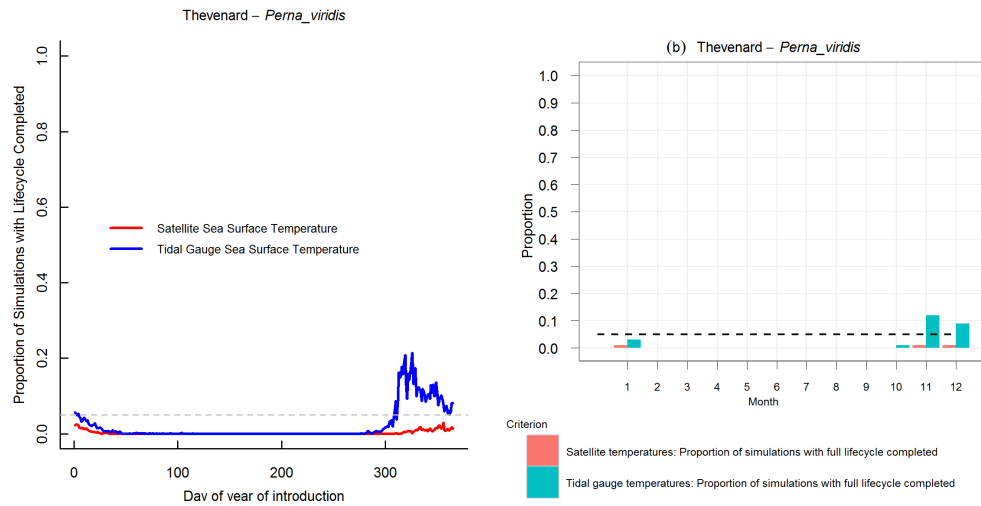 Thevenard – Perna_viridis
Proportion of Simulations with Lifecycle Completed
1.0
0.8
0.6
0.4
0.2
0.0
Satellite Sea Surface Temperature
Tidal Gauge Sea Surface Temperature
0 100 200 300
Day of year of introduction
(b) Thevenard – Perna_viridis
Proportion
1.0
0.9
0.8
0.7
0.6
0.5
0.4
0.3
0.2
0.1
0.0
1 2 3 4 5 6 7 8 9 10 11 12
Month
Criterion
Satellite temperatures: Proportion of simulations with full lifecycle completed
Tidal gauge temperatures: Proportion of simulations with full lifecycle completed